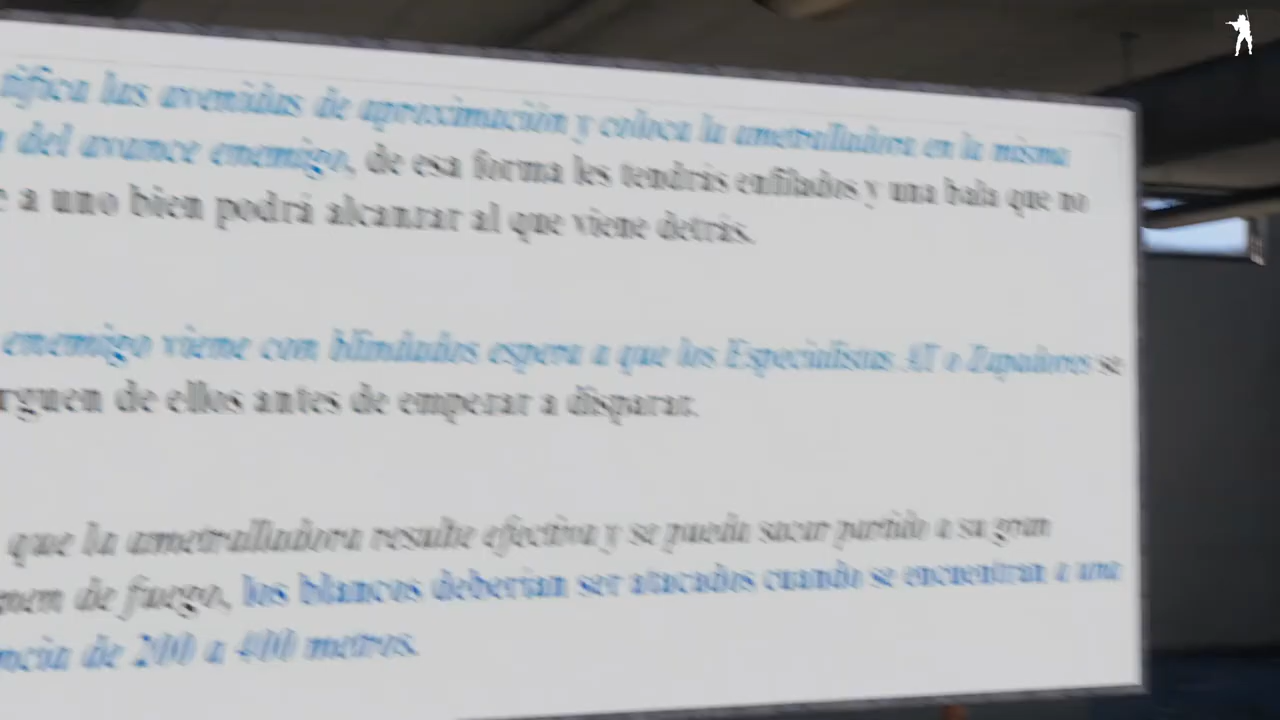 tifica las avenidas de aproximación y coloca la ametralladora en la misma
del avance enemigo, de esa forma les tendrás enfilados y una bala que no
a uno bien podrá alcanzar al que viene detrás.
enemigo viene con blindados espera a que los Especialistas AT o Zapadores se
rguen de ellos antes de empezar a disparar.
que la ametralladora resulte efectiva y se pueda sacar partido a su gran
men de fuego, los blancos deberían ser atacados cuando se encuentran a una
ncia de 200 a 400 metros.